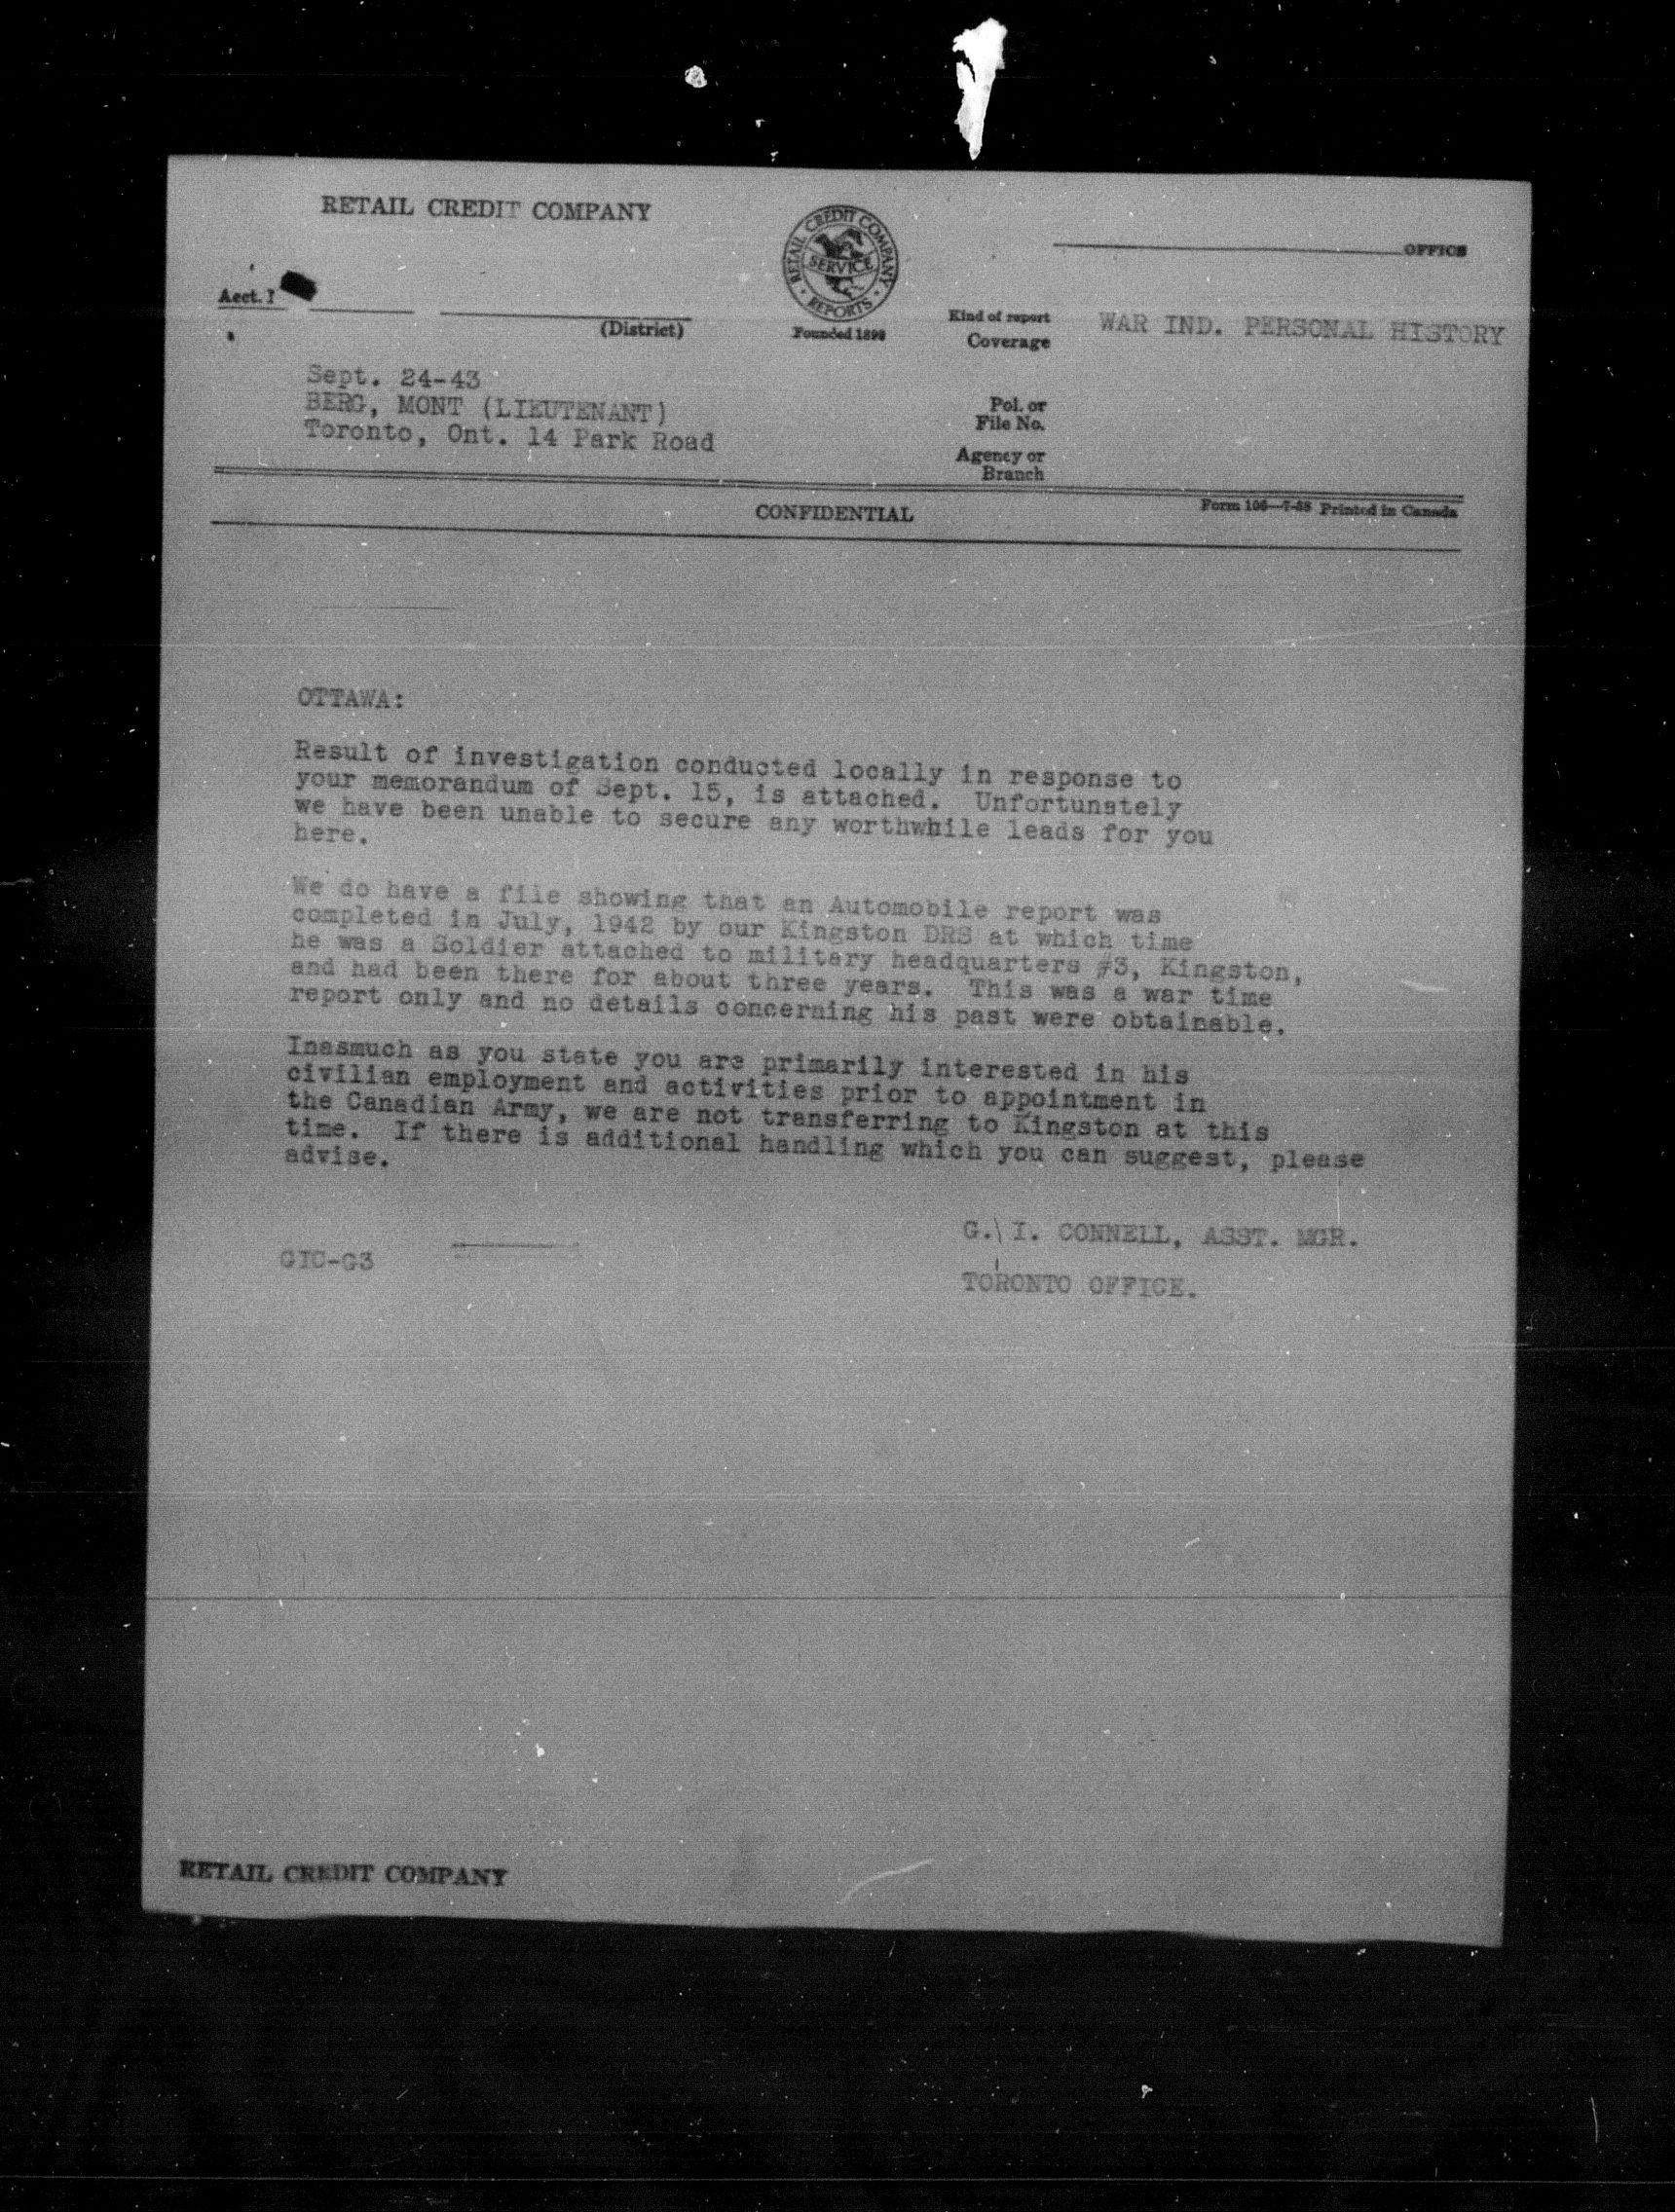 RETAIL CREDIT COMPANY
RETAIL CREDIT COMPANY
SERVICE
REPORTS
Founded 1899
OFFICE
Acct.
(District)
Kind of report
Coverage
WAR IND. PERSONAL HISTORY
Sept. 24-43
BERG, MONT (LIEUTENANT)
Toronto, Ont. 14 Park Road
Pol. or
File No.
Agency or
Branch
CONFIDENTIAL
Form Printed in Canada
OTTAWA:
Result of investigation conducted locally in response to
your memorandum of Sept. 15, is attached. Unfortunately
we have been unable to secure any worthwhile leads for you
here.
We do have a file showing that an Automobile report was
completed in July, 1942 by our Kingston DRS at which time
he was a Soldier attached to military headquarters #3, Kingston,
and had been there for about three years. This was a war time
report only and no details concerning his past were obtainable.
Inasmuch as you state you are primarily interested in his
civilian employment and activities prior to appointment in
the Canadian Army, we are not transferring to Kingston at this
time. If there is additional handling which you can suggest, please
advise.
G. I. CONNELL, ASST. MGR.
GIC-G3
TORONTO OFFICE.
RETAIL CREDIT COMPANY